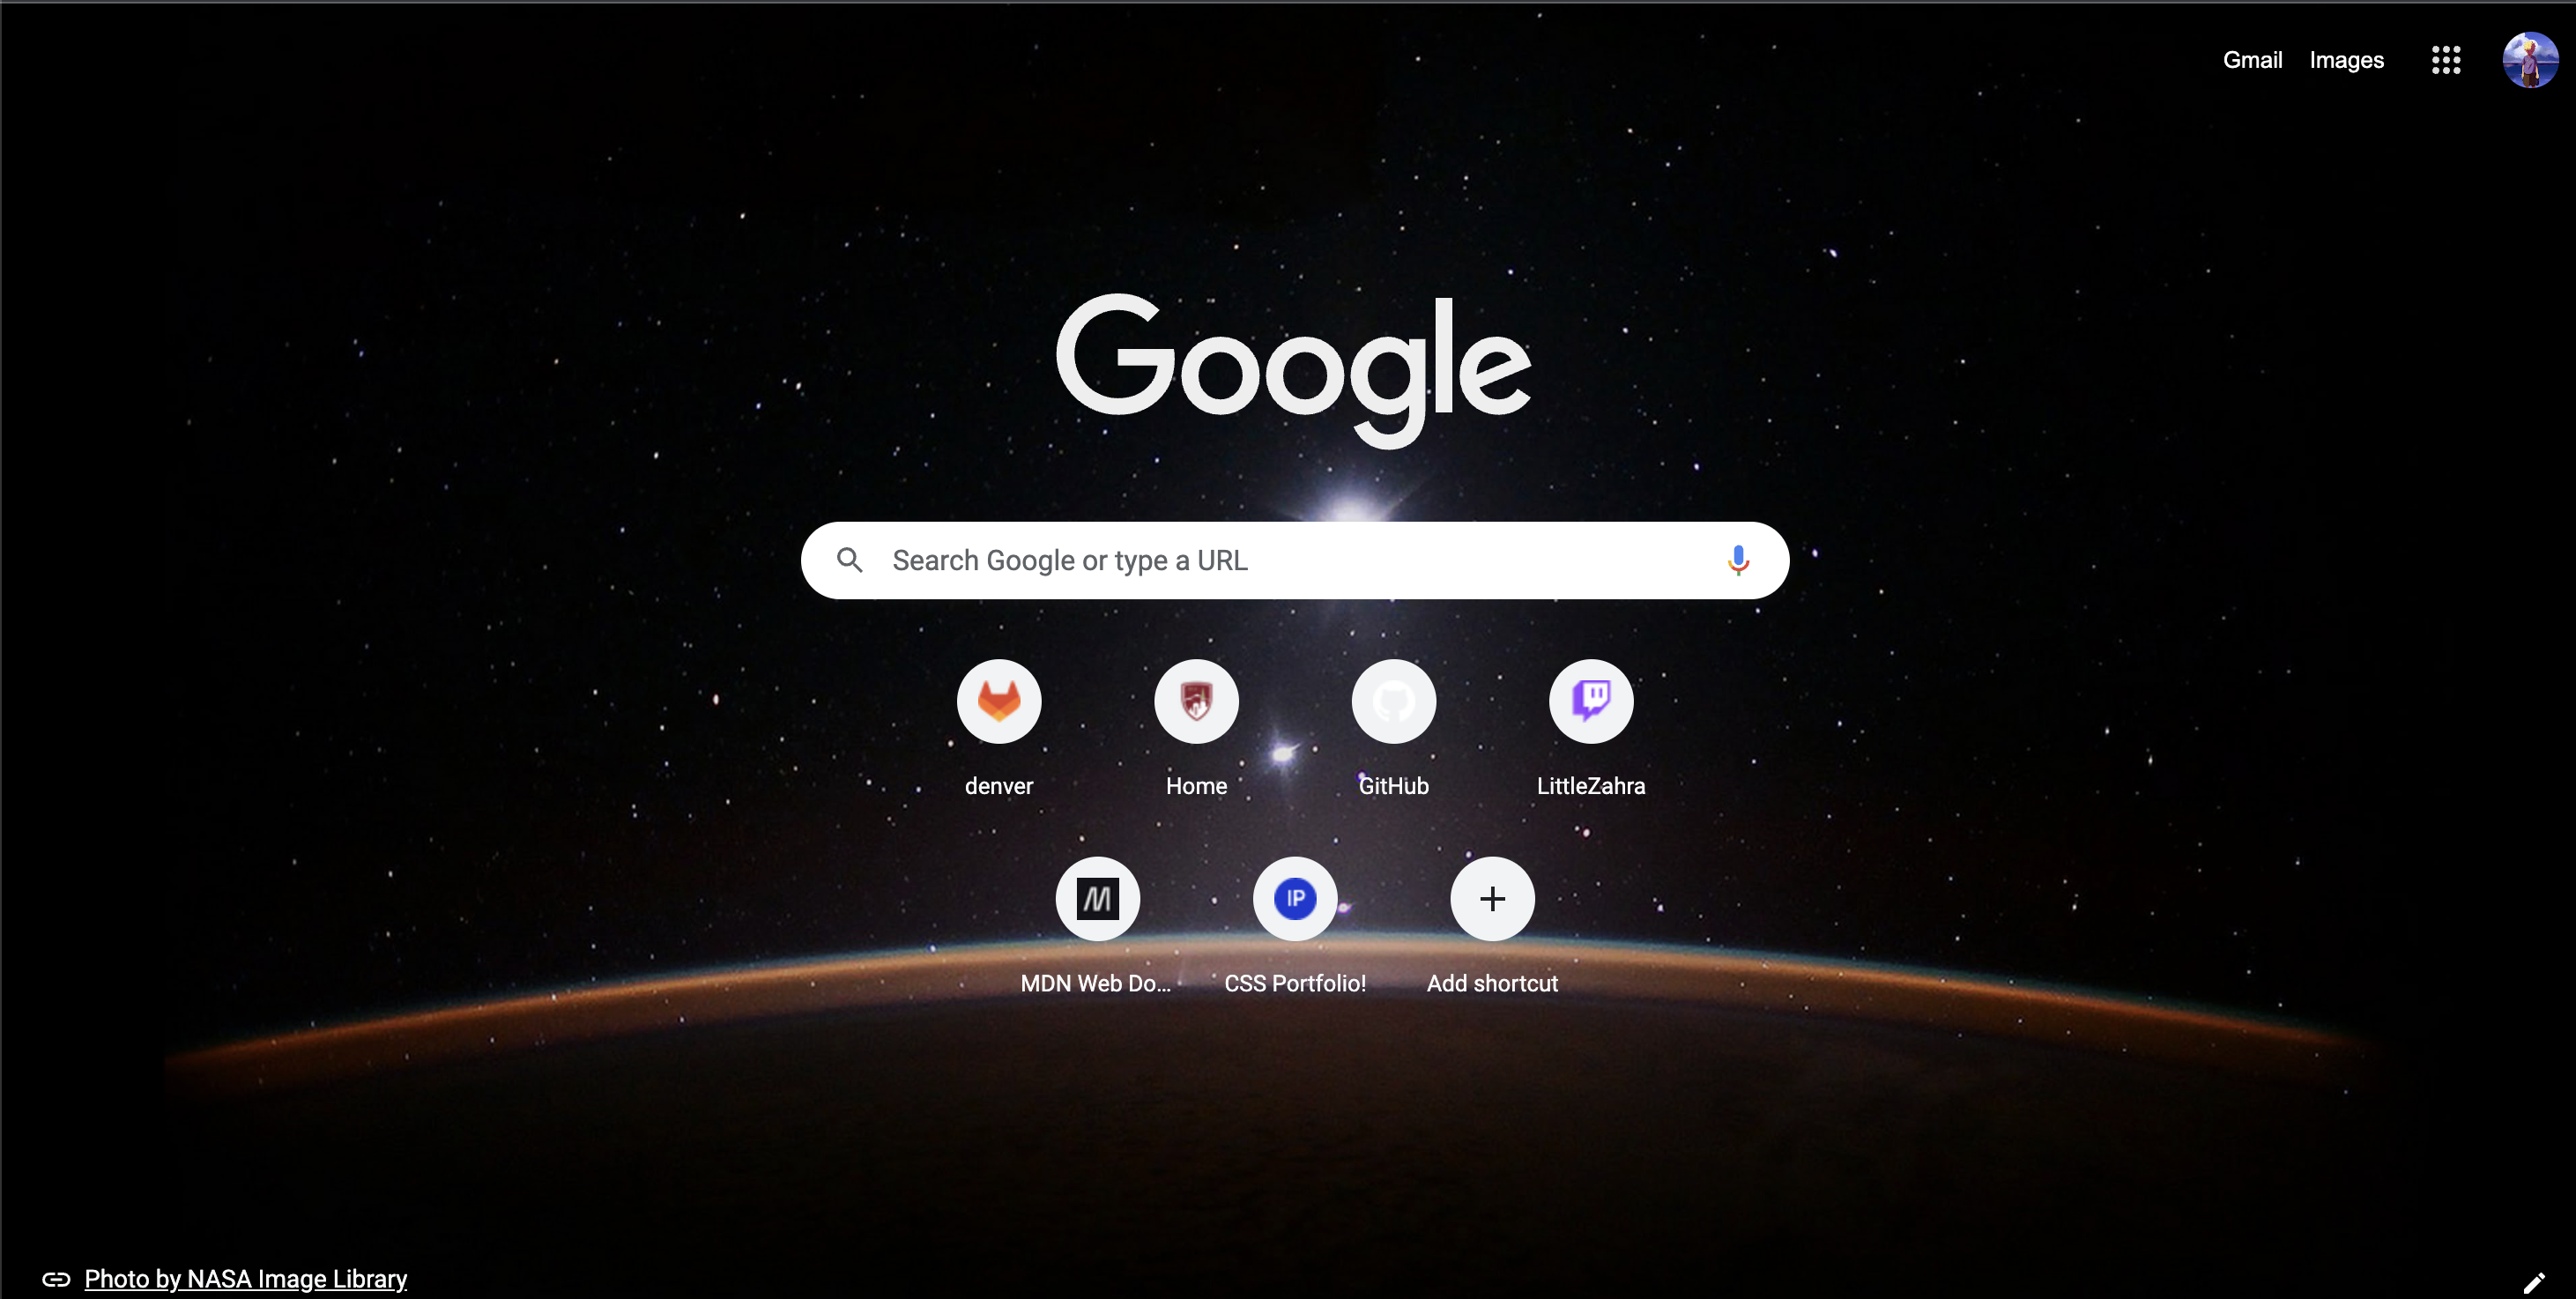 Gmail Images
Google
Search Google or type a URL
denver Home GitHub LittleZahra
IP
MDN Web Do... CSS Portfolio! Add shortcut
Photo by NASA Image Library